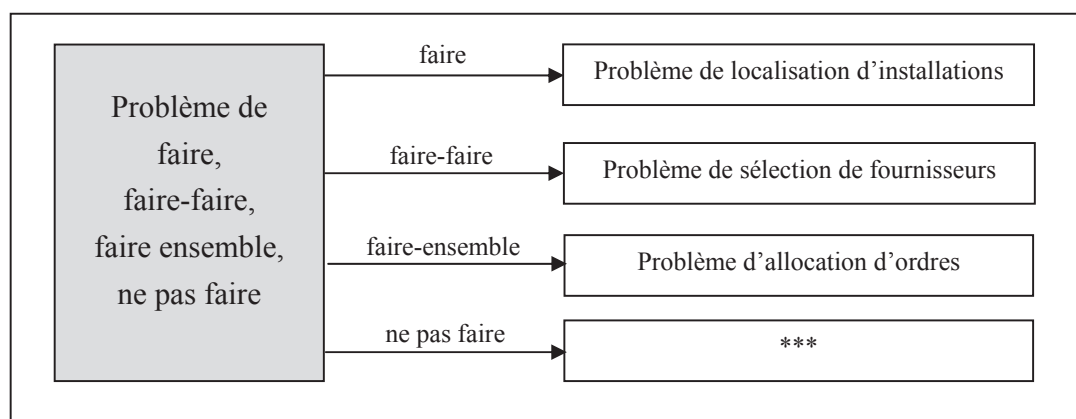 Problème de
faire,
faire-faire,
faire ensemble,
ne pas faire
faire
Problème de localisation d’installations
faire-faire
Problème de sélection de fournisseurs
faire-ensemble
Problème d’allocation d’ordres
ne pas faire
***